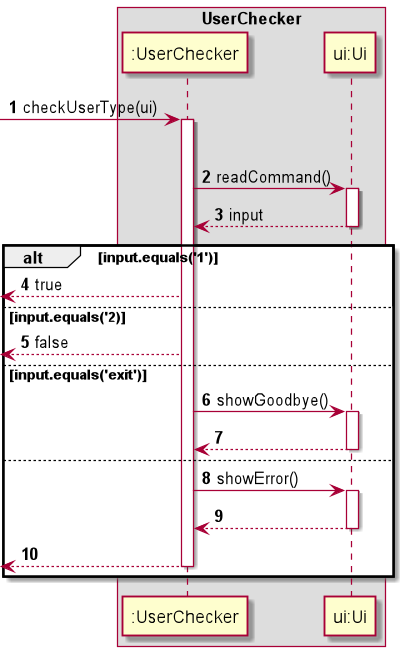 UserChecker
:UserChecker ui:Ui
1 checkUserType(ui)
2 readCommand()
3 input
alt [input.equals('1')]
4 true
[input.equals('2)]
5 false
[input.equals('exit')]
6 showGoodbye()
7
8 showError()
9
10
:UserChecker ui:Ui